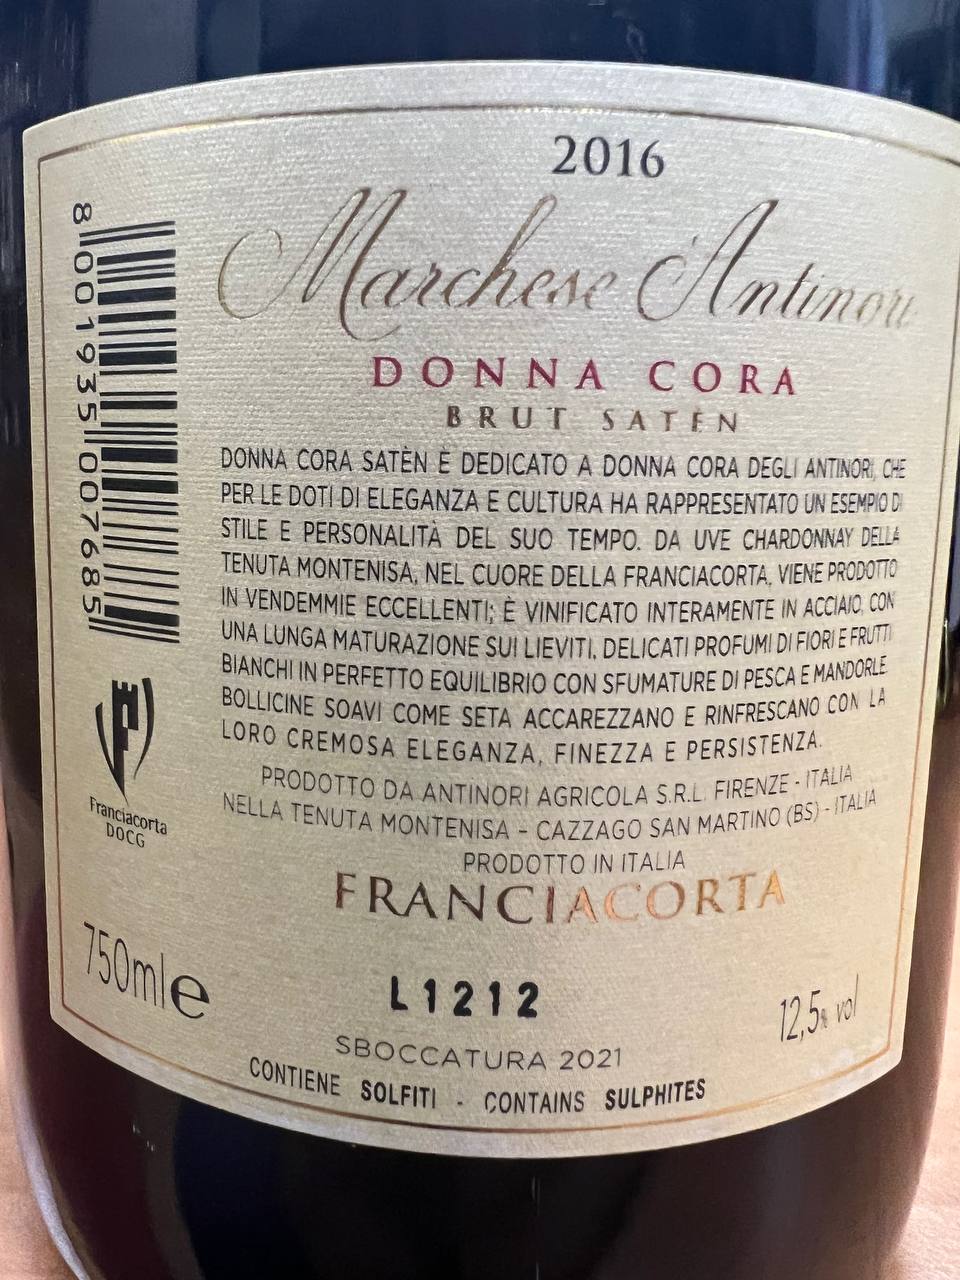 2016
Marchese Antinori
DONNA CORA
BRUT SATÈN
DONNA CORA SATÈN È DEDICATO A DONNA CORA DEGLI ANTINORI, CHE
PER LE DOTI DI ELEGANZA E CULTURA HA RAPPRESENTATO UN ESEMPIO DI
STILE E PERSONALITÀ DEL SUO TEMPO. DA UVE CHARDONNAY DELLA
TENUTA MONTENISA, NEL CUORE DELLA FRANCIACORTA, VIENE PRODOTTO
IN VENDEMMIE ECCELLENTI; È VINIFICATO INTERAMENTE IN ACCIAIO, CON
UNA LUNGA MATURAZIONE SUI LIEVITI. DELICATI PROFUMI DI FIORI E FRUTTI
BIANCHI IN PERFETTO EQUILIBRIO CON SFUMATURE DI PESCA E MANDORLE.
BOLLICINE SOAVI COME SETA ACCAREZZANO E RINFRESCANO CON LA
LORO CREMOSA ELEGANZA, FINEZZA E PERSISTENZA.
PRODOTTO DA ANTINORI AGRICOLA S.R.L. FIRENZE - ITALIA
NELLA TENUTA MONTENISA - CAZZAGO SAN MARTINO (BS) - ITALIA
PRODOTTO IN ITALIA
FRANCIACORTA
8 001935 007685
Franciacorta
DOCG
750ml e
L1212
12,5% vol
SBOCCATURA 2021
CONTIENE SOLFITI - CONTAINS SULPHITES